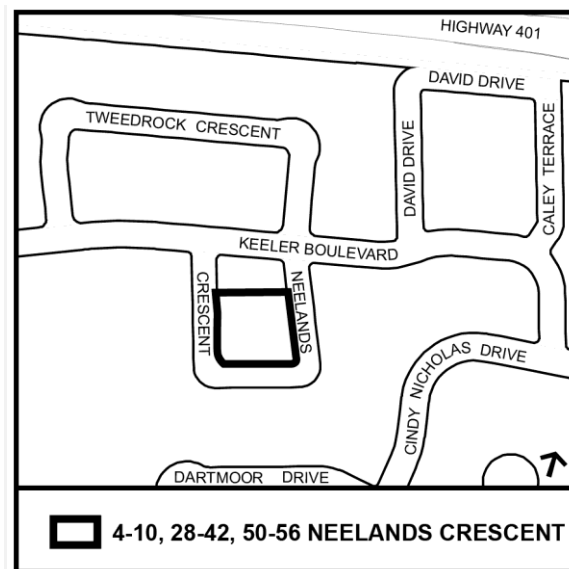 HIGHWAY 401
DAVID DRIVE
TWEEDROCK CRESCENT
DAVID DRIVE
CALEY TERRACE
KEELER BOULEVARD
CRESCENT
NEELANDS
CINDY NICHOLAS DRIVE
DARTMOOR DRIVE
4-10, 28-42, 50-56 NEELANDS CRESCENT